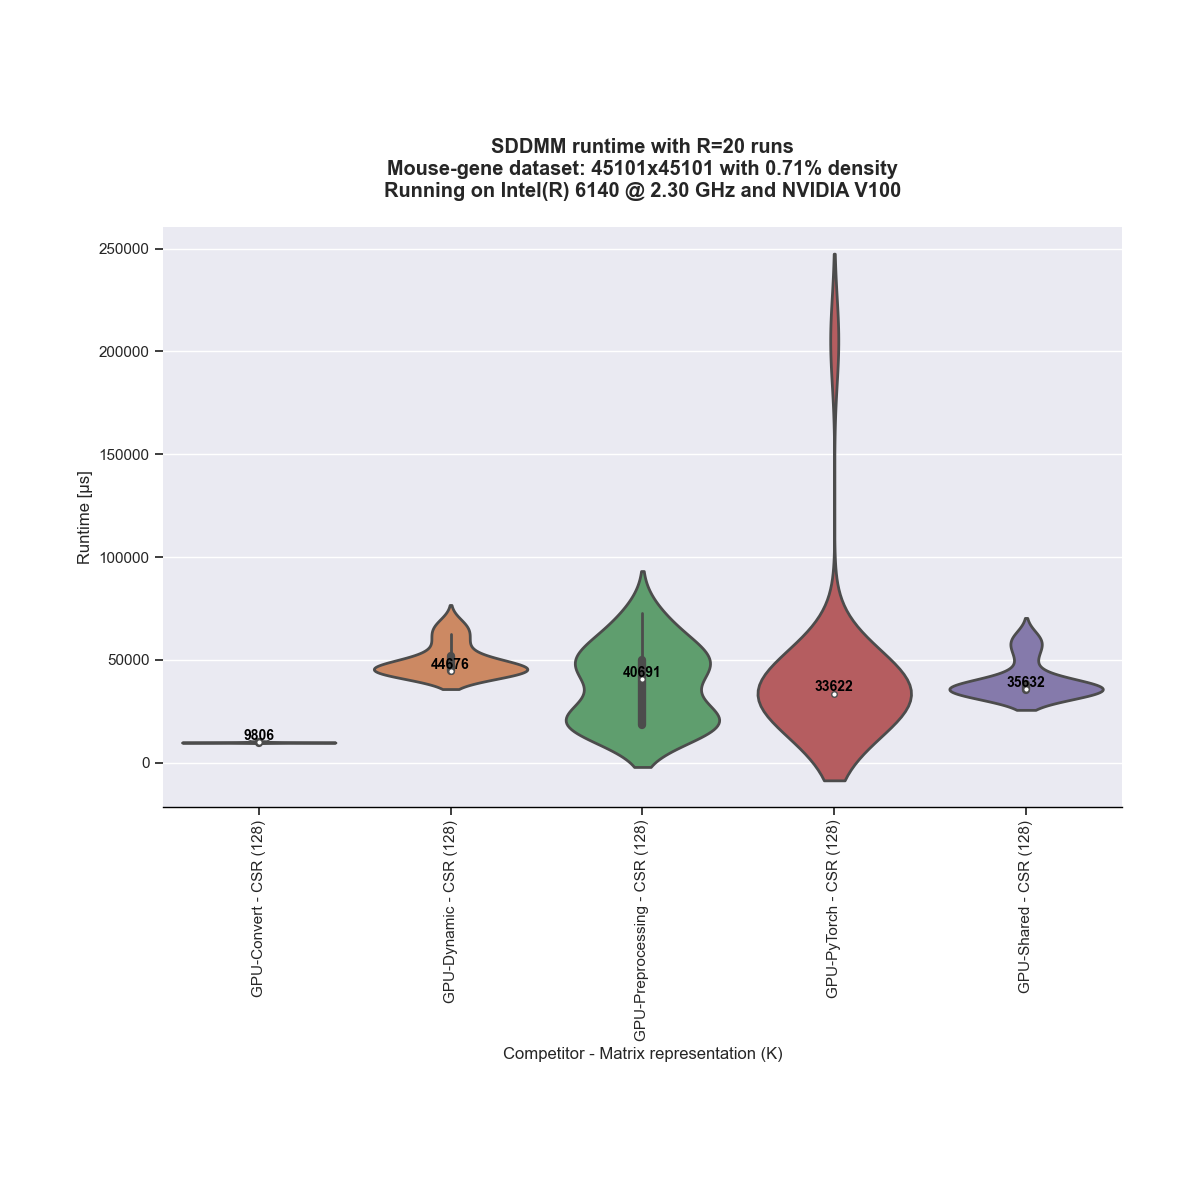 SDDMM runtime with R=20 runs
Mouse-gene dataset: 45101x45101 with 0.71% density
Running on Intel(R) 6140 @ 2.30 GHz and NVIDIA V100
Runtime [µs]
250000
200000
150000
100000
50000
0
9806
44676
40691
33622
35632
GPU-Convert - CSR (128)
GPU-Dynamic - CSR (128)
GPU-Preprocessing - CSR (128)
GPU-PyTorch - CSR (128)
GPU-Shared - CSR (128)
Competitor - Matrix representation (K)